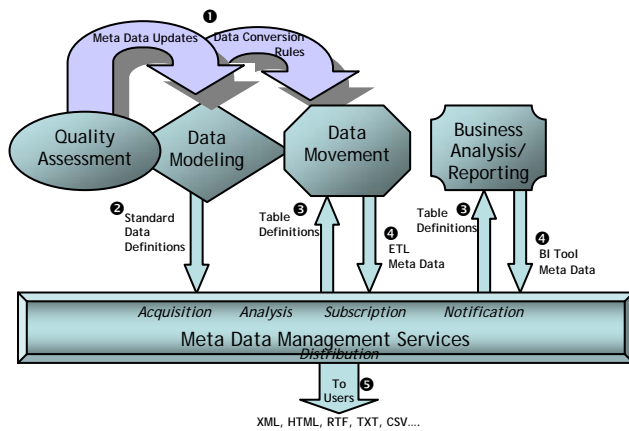 ❶
Meta Data Updates
Data Conversion
Rules
Quality
Assessment
Data
Modeling
Data
Movement
Business
Analysis/
Reporting
❷
Standard
Data
Definitions
❸
Table
Definitions
❹
ETL
Meta Data
❸
Table
Definitions
❹
BI Tool
Meta Data
Acquisition Analysis Subscription Notification
Meta Data Management Services
Distribution
To
Users
❺
XML, HTML, RTF, TXT, CSV....